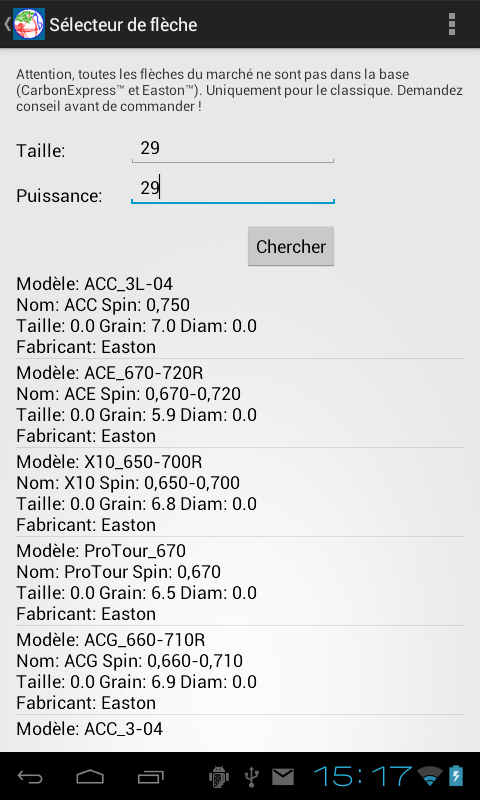 Sélecteur de flèche
Attention, toutes les flèches du marché ne sont pas dans la base
(CarbonExpress™ et Easton™). Uniquement pour le classique. Demandez
conseil avant de commander !
Taille: 29
Puissance: 29
Chercher
Modèle: ACC_3L-04
Nom: ACC Spin: 0,750
Taille: 0.0 Grain: 7.0 Diam: 0.0
Fabricant: Easton
Modèle: ACE_670-720R
Nom: ACE Spin: 0,670-0,720
Taille: 0.0 Grain: 5.9 Diam: 0.0
Fabricant: Easton
Modèle: X10_650-700R
Nom: X10 Spin: 0,650-0,700
Taille: 0.0 Grain: 6.8 Diam: 0.0
Fabricant: Easton
Modèle: ProTour_670
Nom: ProTour Spin: 0,670
Taille: 0.0 Grain: 6.5 Diam: 0.0
Fabricant: Easton
Modèle: ACG_660-710R
Nom: ACG Spin: 0,660-0,710
Taille: 0.0 Grain: 6.9 Diam: 0.0
Fabricant: Easton
Modèle: ACC_3-04
15:17